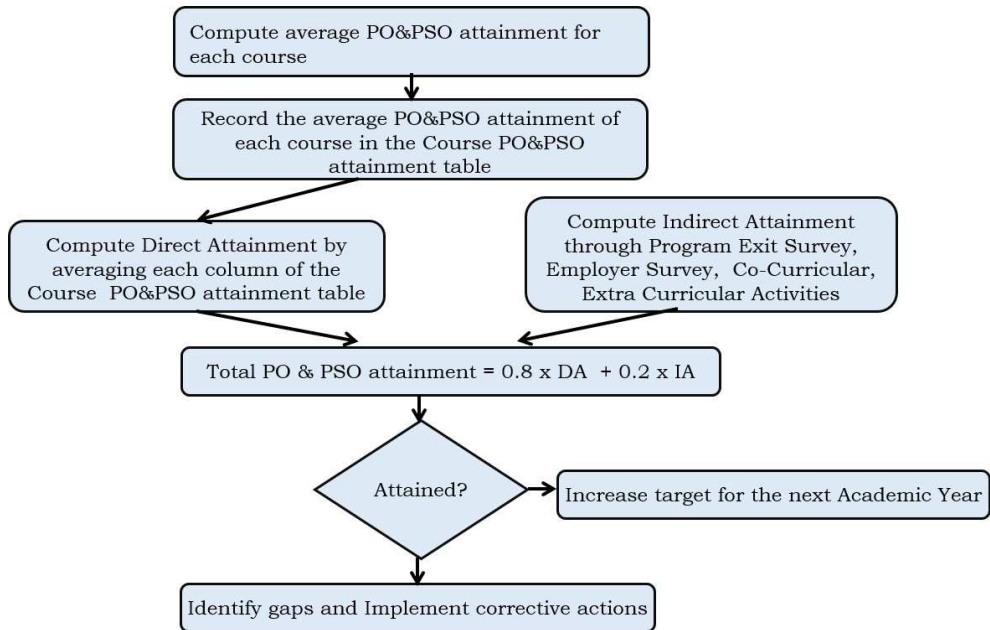 Compute average PO&PSO attainment for
each course
Record the average PO&PSO attainment of
each course in the Course PO&PSO
attainment table
Compute Direct Attainment by
averaging each column of the
Course PO&PSO attainment table
Compute Indirect Attainment
through Program Exit Survey,
Employer Survey, Co-Curricular,
Extra Curricular Activities
Total PO & PSO attainment = 0.8 x DA + 0.2 x IA
Attained?
Increase target for the next Academic Year
Identify gaps and Implement corrective actions